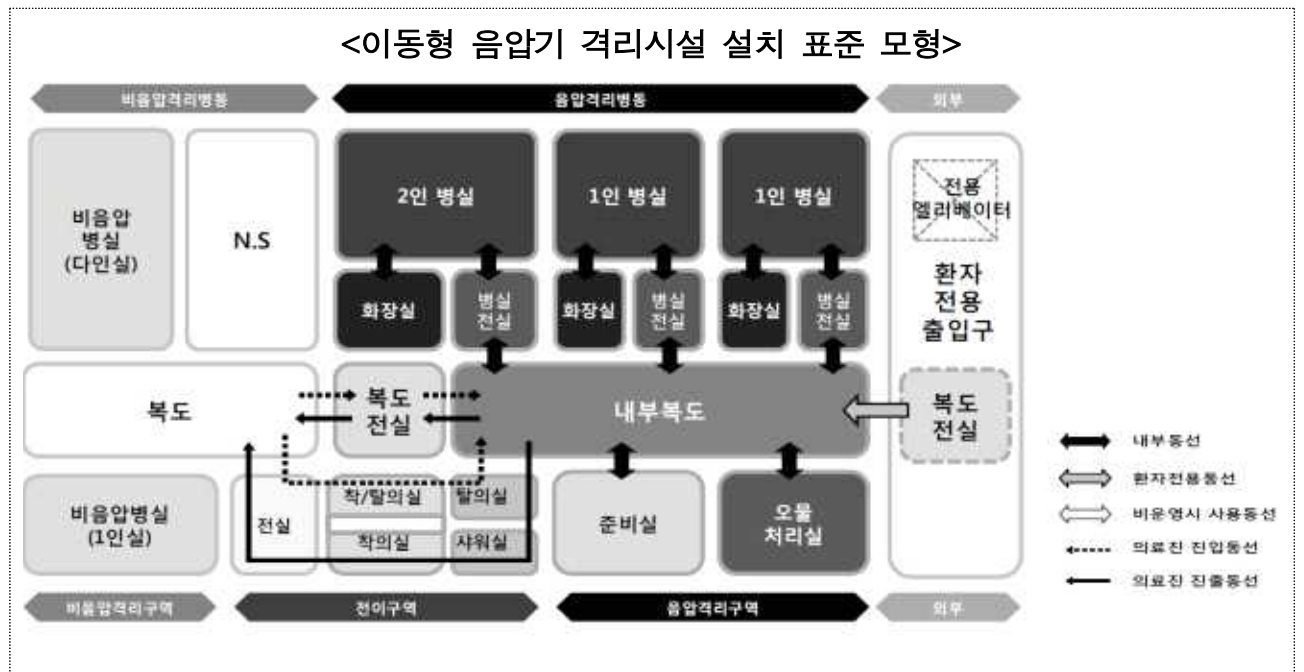 <이동형 음압기 격리시설 설치 표준 모형>
비음압격리병동
음압격리병동
외부
비음압
병실
(다인실)
N.S
2인 병실
1인 병실
1인 병실
전용
엘리베이터
환자
전용
출입구
화장실
병실
전실
화장실
병실
전실
화장실
병실
전실
복도
복도
전실
내부복도
복도
전실
비음압병실
(1인실)
전실
착/탈의실
착의실
탈의실
샤워실
준비실
오물
처리실
내부동선
환자전용동선
비운영시 사용동선
의료진 진입동선
의료진 진출동선
비음압격리구역
전이구역
음압격리구역
외부